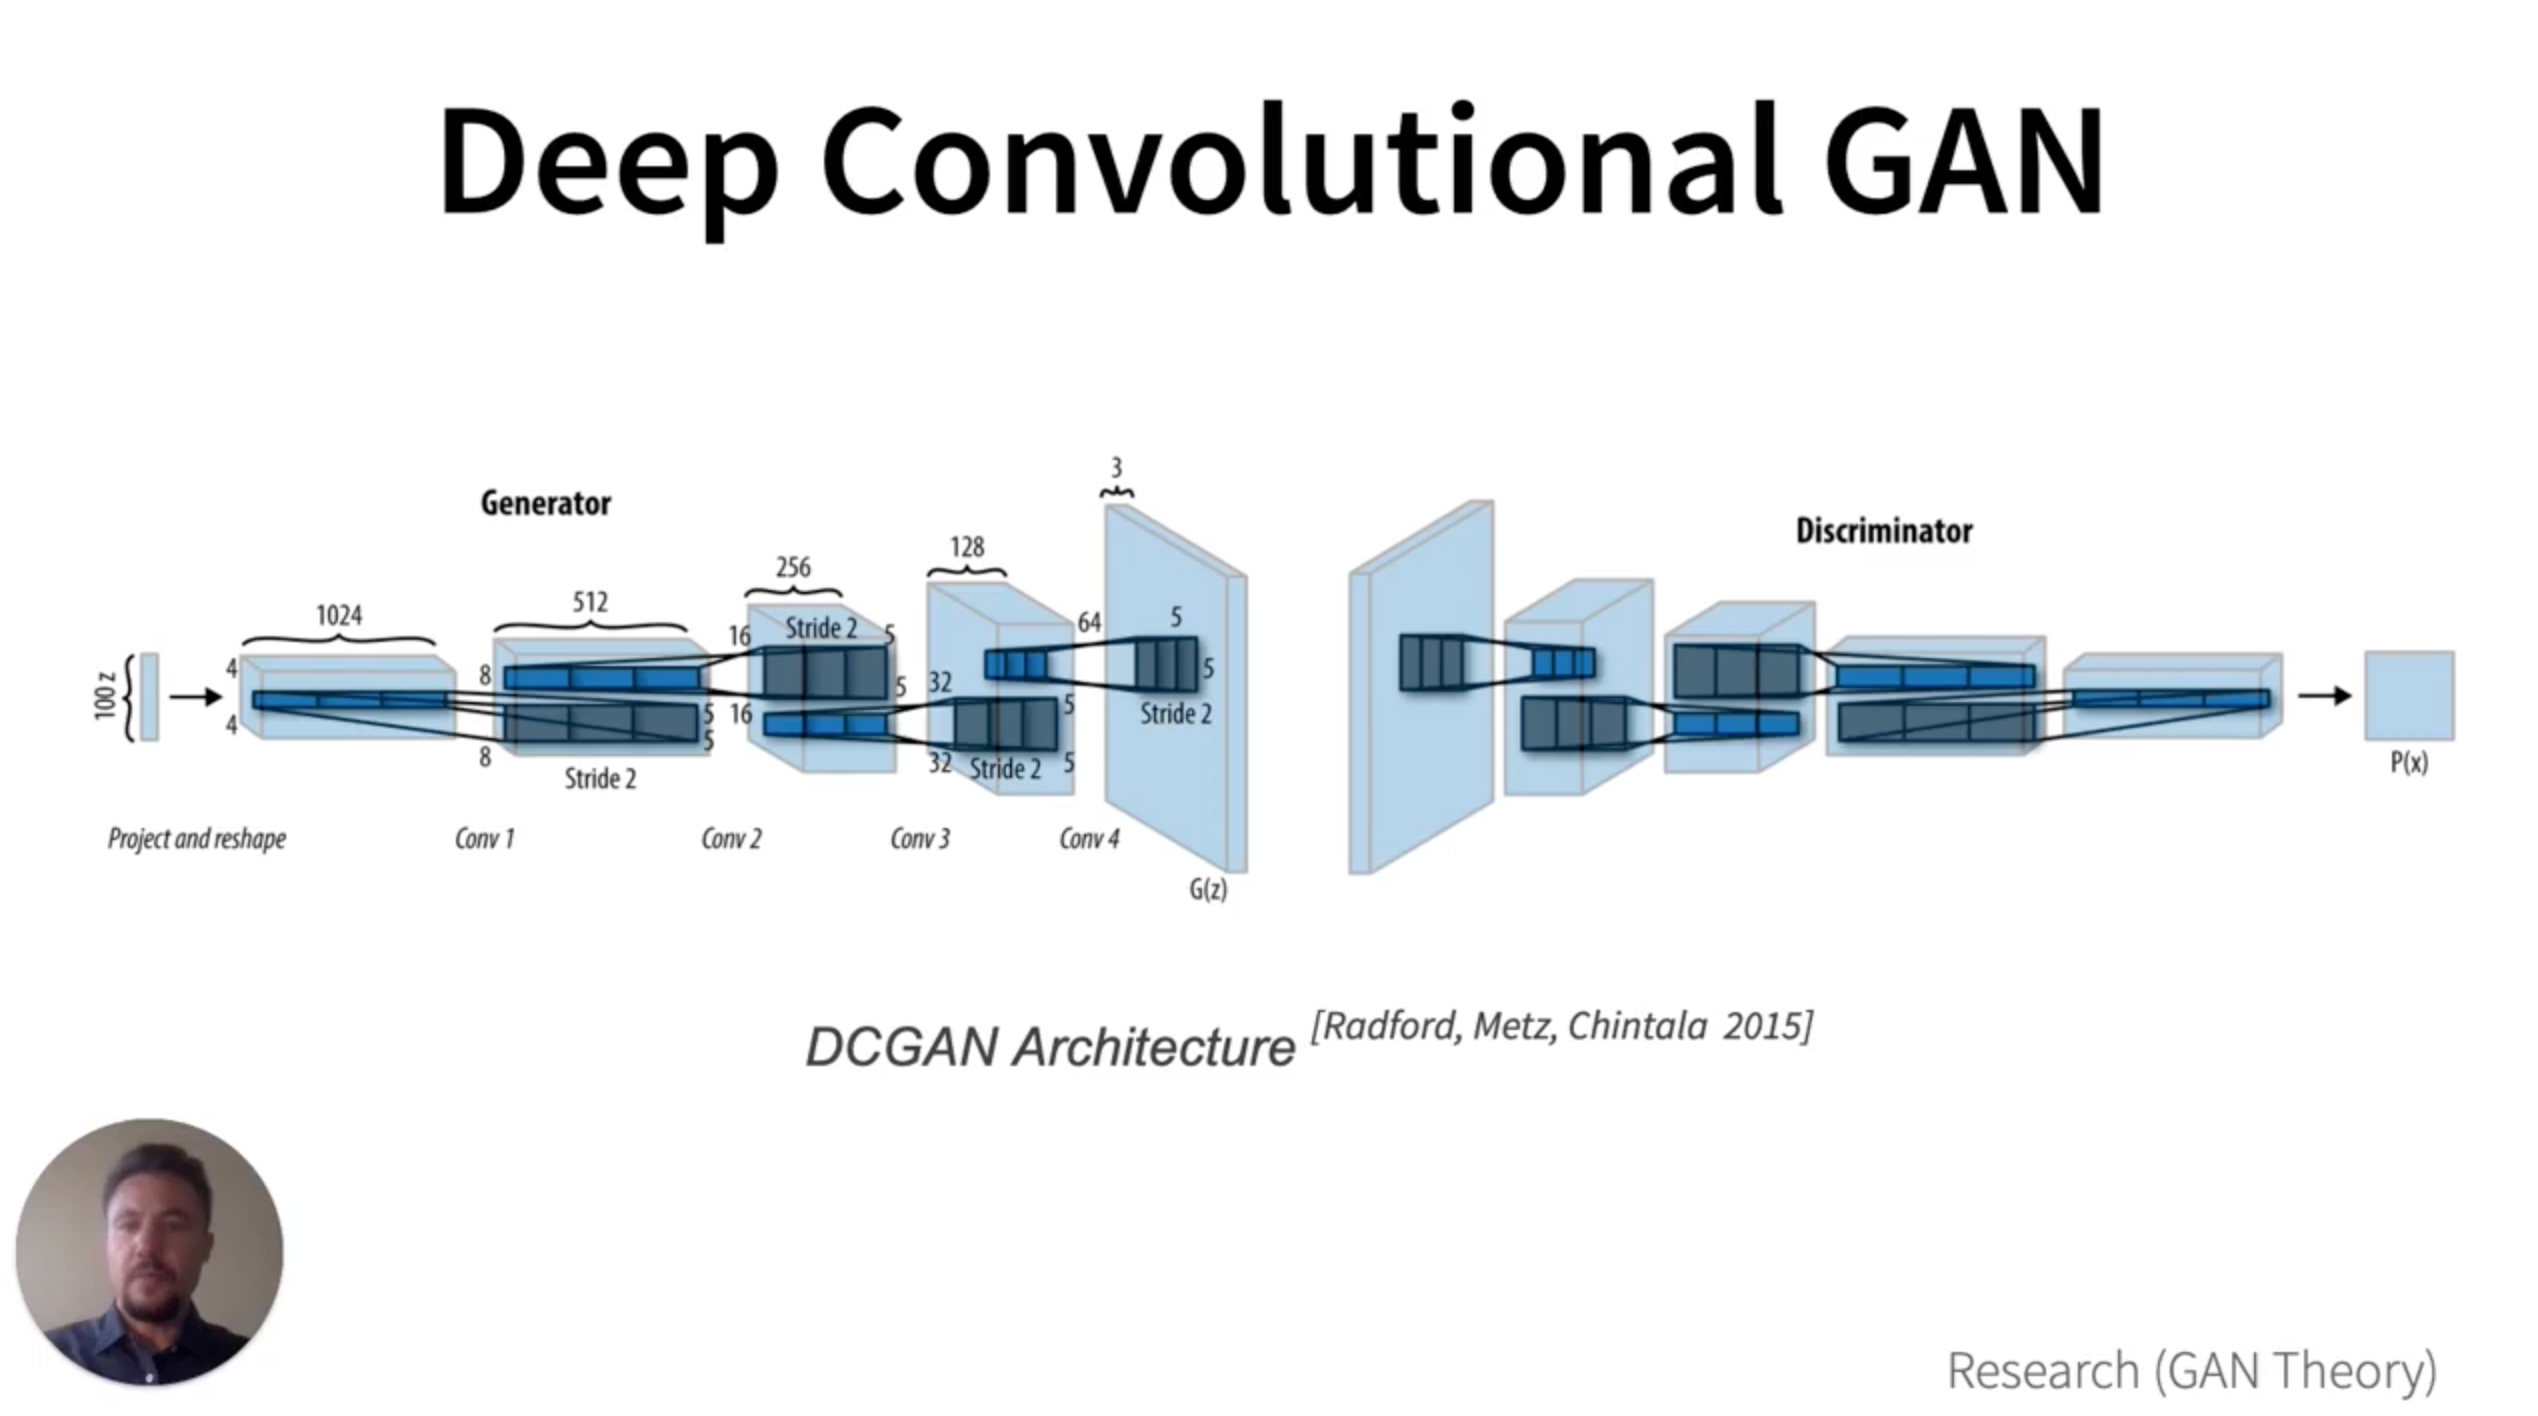 Deep Convolutional GAN
Generator
Discriminator
3
128
256
512
1024
100 z
4
4
8
8
Stride 2
5
5
16
16
Stride 2
5
5
32
32
Stride 2
5
5
64
5
5
Stride 2
Project and reshape
Conv 1
Conv 2
Conv 3
Conv 4
G(z)
P(x)
DCGAN Architecture [Radford, Metz, Chintala 2015]
Research (GAN Theory)